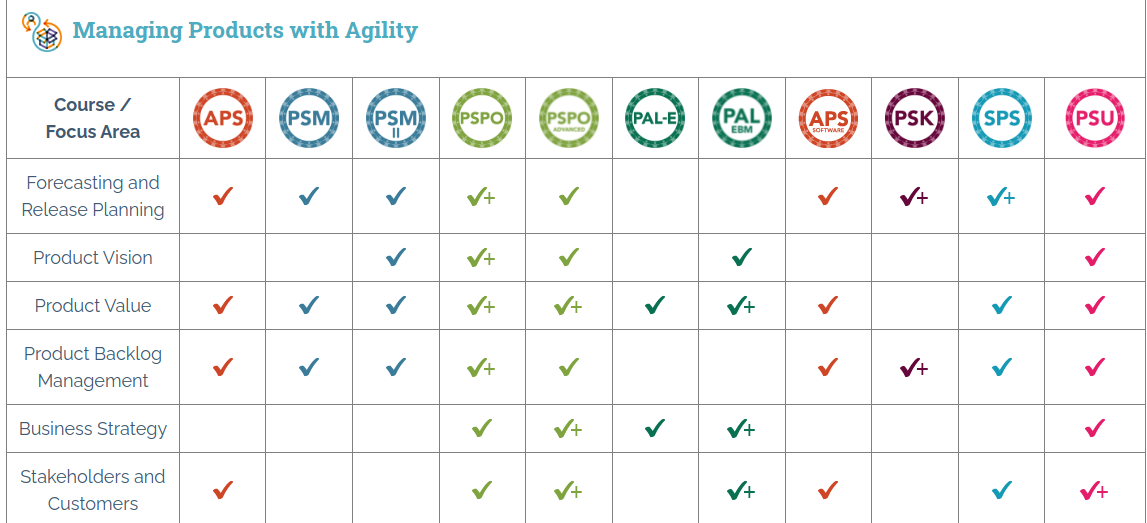 Managing Products with Agility
Course /
Focus Area
APS
PSM
PSM
II
PSPO
PSPO
ADVANCED
PAL-E
PAL
EBM
APS
SOFTWARE
PSK
SPS
PSU
Forecasting and
Release Planning
✓ ✓ ✓ ✓+ ✓ ✓ ✓+ ✓+ ✓
Product Vision
✓ ✓+ ✓ ✓ ✓
Product Value
✓ ✓ ✓ ✓+ ✓+ ✓ ✓+ ✓ ✓ ✓
Product Backlog
Management
✓ ✓ ✓ ✓+ ✓ ✓ ✓+ ✓ ✓
Business Strategy
✓ ✓+ ✓ ✓+ ✓
Stakeholders and
Customers
✓ ✓ ✓+ ✓+ ✓ ✓ ✓+